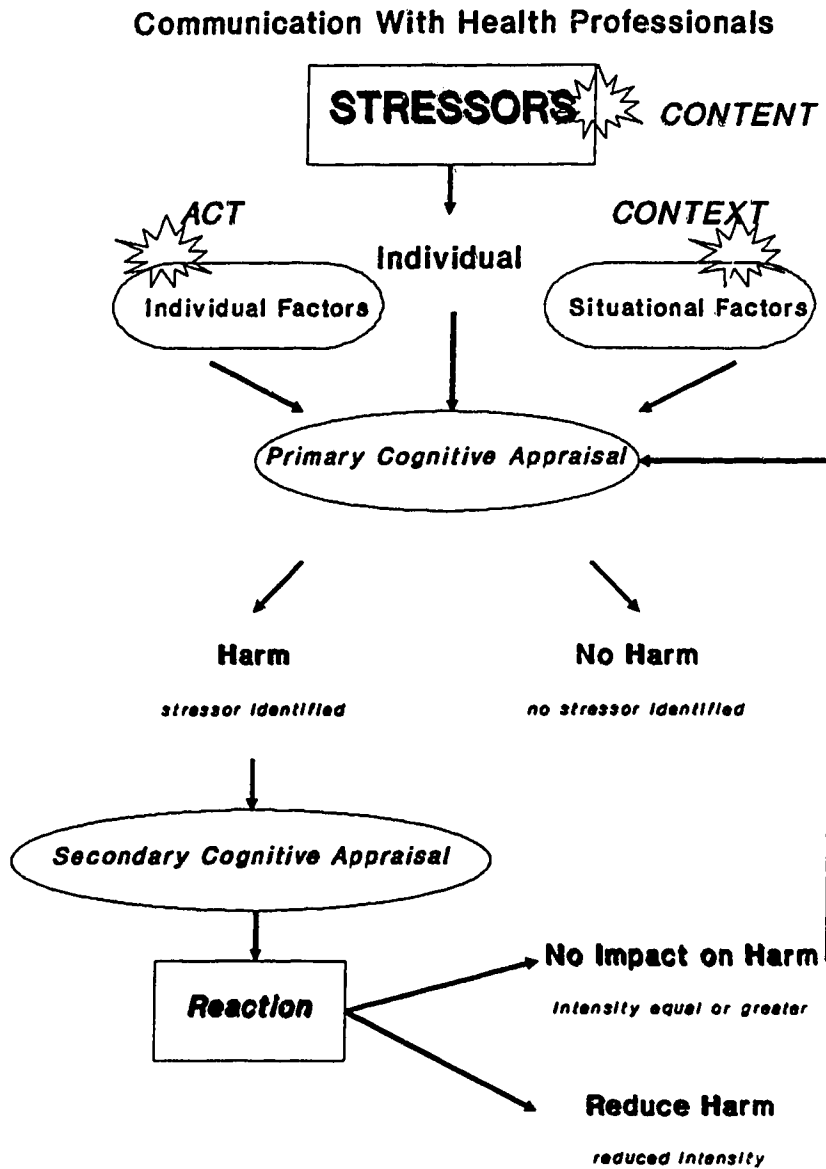 Communication With Health Professionals
STRESSORS
CONTENT
ACT
CONTEXT
Individual
Individual Factors
Situational Factors
Primary Cognitive Appraisal
Harm
No Harm
stressor identified
no stressor identified
Secondary Cognitive Appraisal
No Impact on Harm
Reaction
Intensity equal or greater
Reduce Harm
reduced intensity